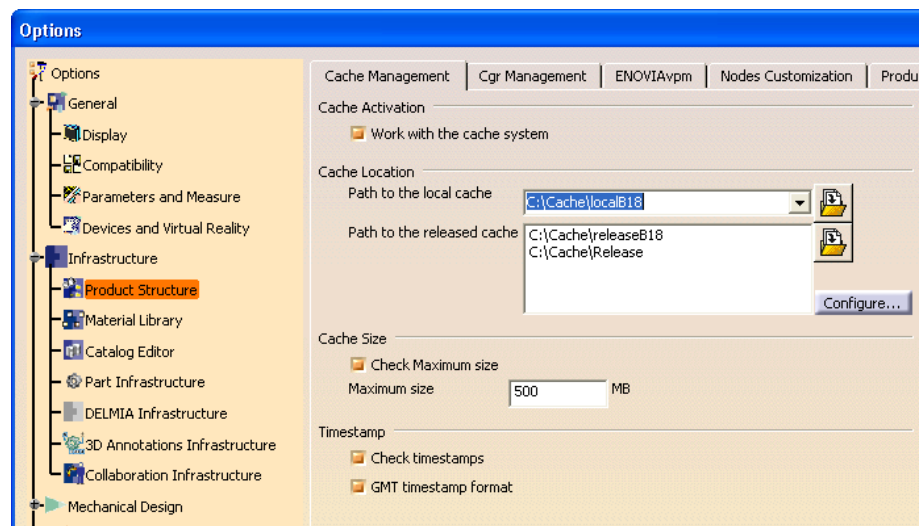 Options
Options
General
Display
Compatibility
Parameters and Measure
Devices and Virtual Reality
Infrastructure
Product Structure
Material Library
Catalog Editor
Part Infrastructure
DELMIA Infrastructure
3D Annotations Infrastructure
Collaboration Infrastructure
Mechanical Design
Cache Management Cgr Management ENOVIAvpm Nodes Customization Produ
Cache Activation
Work with the cache system
Cache Location
Path to the local cache C:\Cache\localB18
Path to the released cache C:\Cache\releaseB18
C:\Cache\Release
Configure...
Cache Size
Check Maximum size
Maximum size 500 MB
Timestamp
Check timestamps
GMT timestamp format